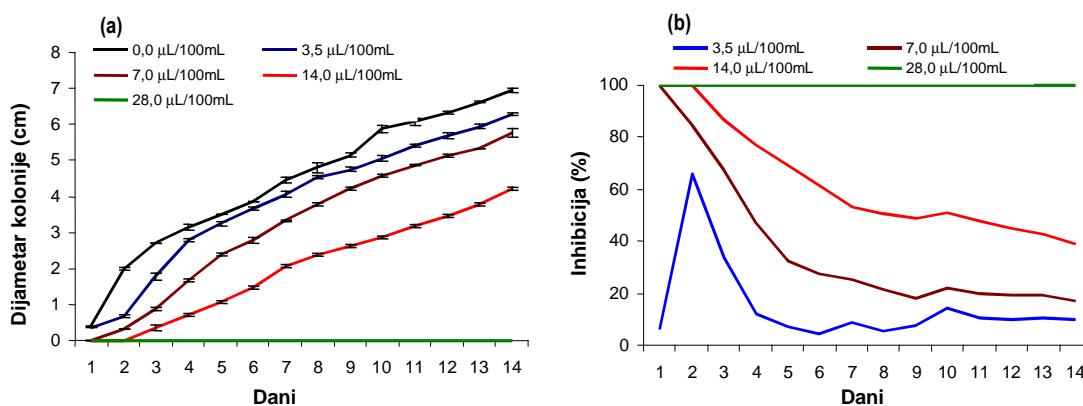 (a)
0,0 µL/100mL 3,5 µL/100mL
7,0 µL/100mL 14,0 µL/100mL
28,0 µL/100mL
Dijametar kolonije (cm)
8
7
6
5
4
3
2
1
0
1 2 3 4 5 6 7 8 9 10 11 12 13 14
Dani
(b)
3,5 µL/100mL 7,0 µL/100mL
14,0 µL/100mL 28,0 µL/100mL
Inhibicija (%)
100
80
60
40
20
0
1 2 3 4 5 6 7 8 9 10 11 12 13 14
Dani